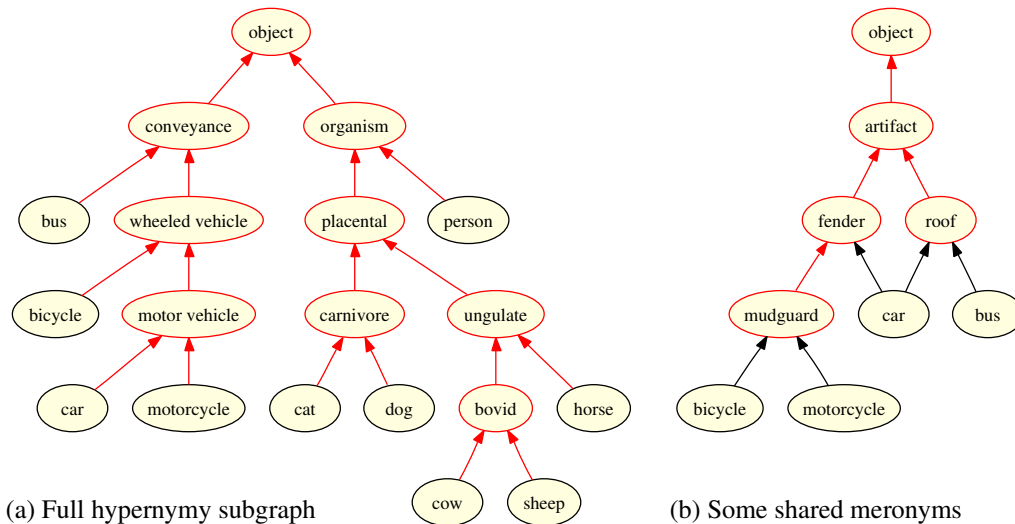 object
object
conveyance
organism
artifact
bus
wheeled vehicle
placental
person
fender
roof
bicycle
motor vehicle
carnivore
ungulate
mudguard
car
bus
car
motorcycle
cat
dog
bovid
horse
bicycle
motorcycle
cow
sheep
(a) Full hypernymy subgraph
(b) Some shared meronyms